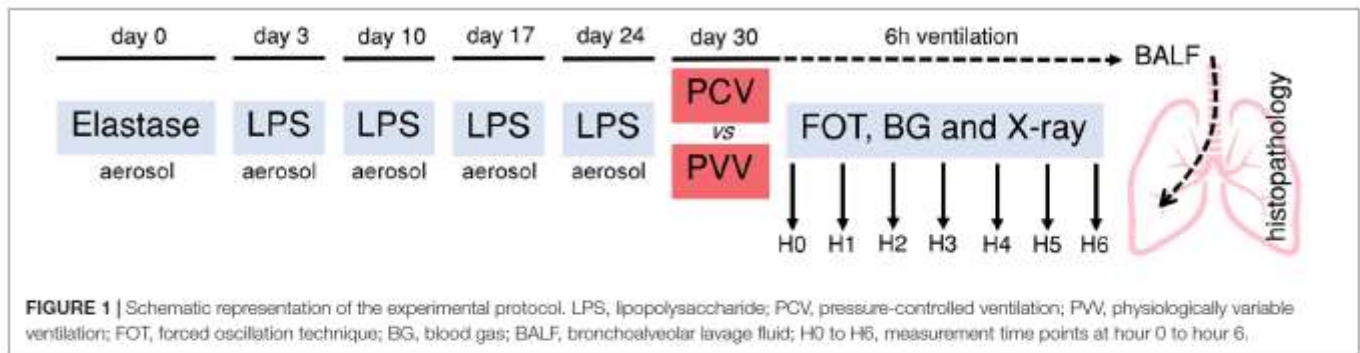 day 0 day 3 day 10 day 17 day 24 day 30 6h ventilation
BALF
Elastase LPS LPS LPS LPS PCV
vs
PVV FOT, BG and X-ray
aerosol aerosol aerosol aerosol aerosol
H0 H1 H2 H3 H4 H5 H6
histopathology
FIGURE 1 | Schematic representation of the experimental protocol. LPS, lipopolysaccharide; PCV, pressure-controlled ventilation; PVV, physiologically variable
ventilation; FOT, forced oscillation technique; BG, blood gas; BALF, bronchoalveolar lavage fluid; H0 to H6, measurement time points at hour 0 to hour 6.